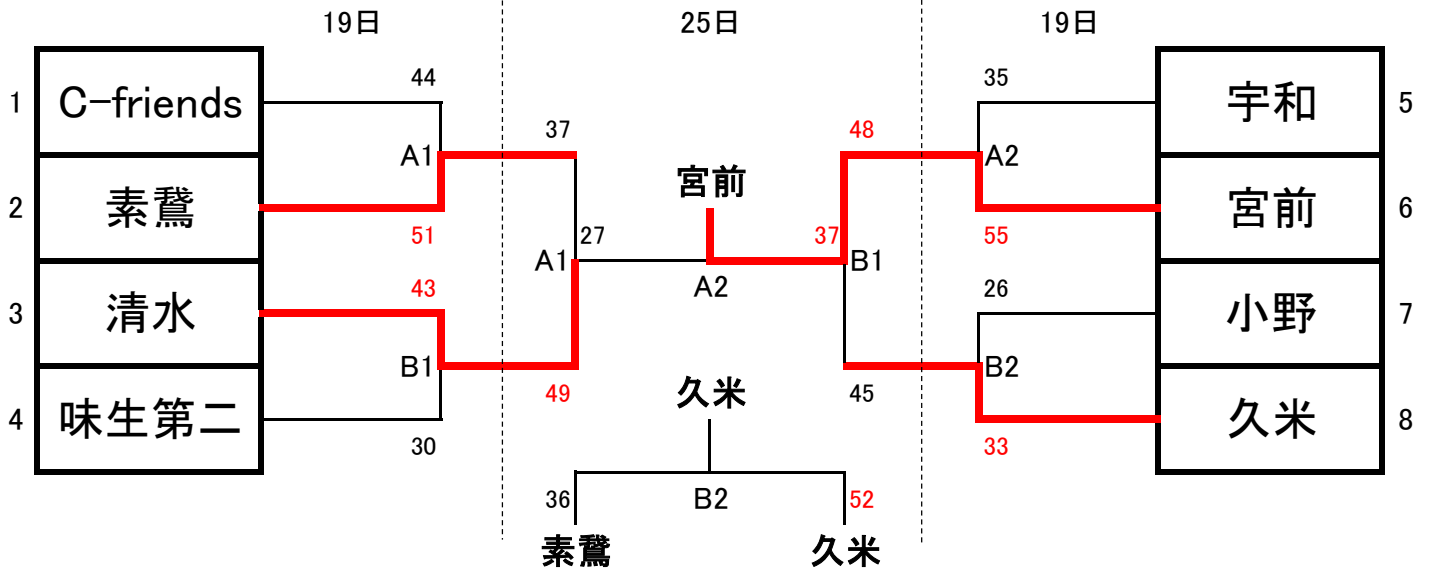 19日 25日 19日
44 35
1 C-friends 宇和 5
37 48
A1 A2
宮前
2 素鵞 宮前 6
51 27 37 55
A1 B1
43 A2 26
3 清水 小野 7
B1 B2
49 久米 45
4 味生第二 久米 8
30 33
36 B2 52
素鵞 久米